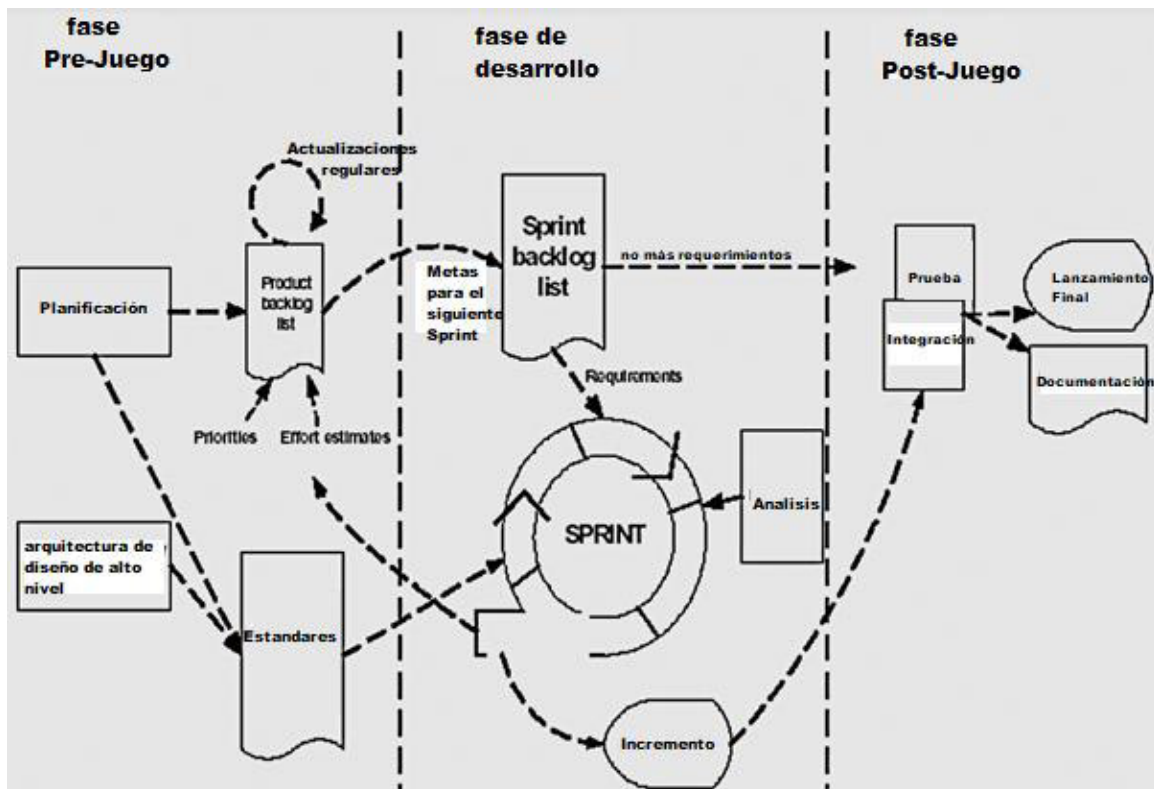 fase
Pre-Juego
fase de
desarrollo
fase
Post-Juego
Actualizaciones
regulares
Planificación
Product
backlog
list
Priorities
Effort estimates
Metas
para el
siguiente
Sprint
Sprint
backlog
list
no más requerimientos
Requirements
SPRINT
Analisis
arquitectura de
diseño de alto
nivel
Estandares
Incremento
Prueba
Integración
Lanzamiento
Final
Documentación